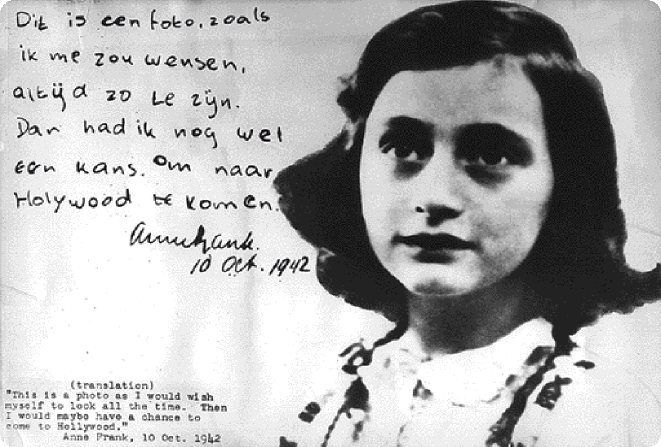 Dit is een foto, zoals
ik me zou wensen,
altijd zo te zijn.
Dan had ik nog wel
een kans om naar
Holywood te komen.
AnneFrank.
10 Oct. 1942
(translation)
"This is a photo as I would wish
myself to look all the time. Then
I would maybe have a chance to
come to Hollywood."
Anne Frank, 10 Oct. 1942